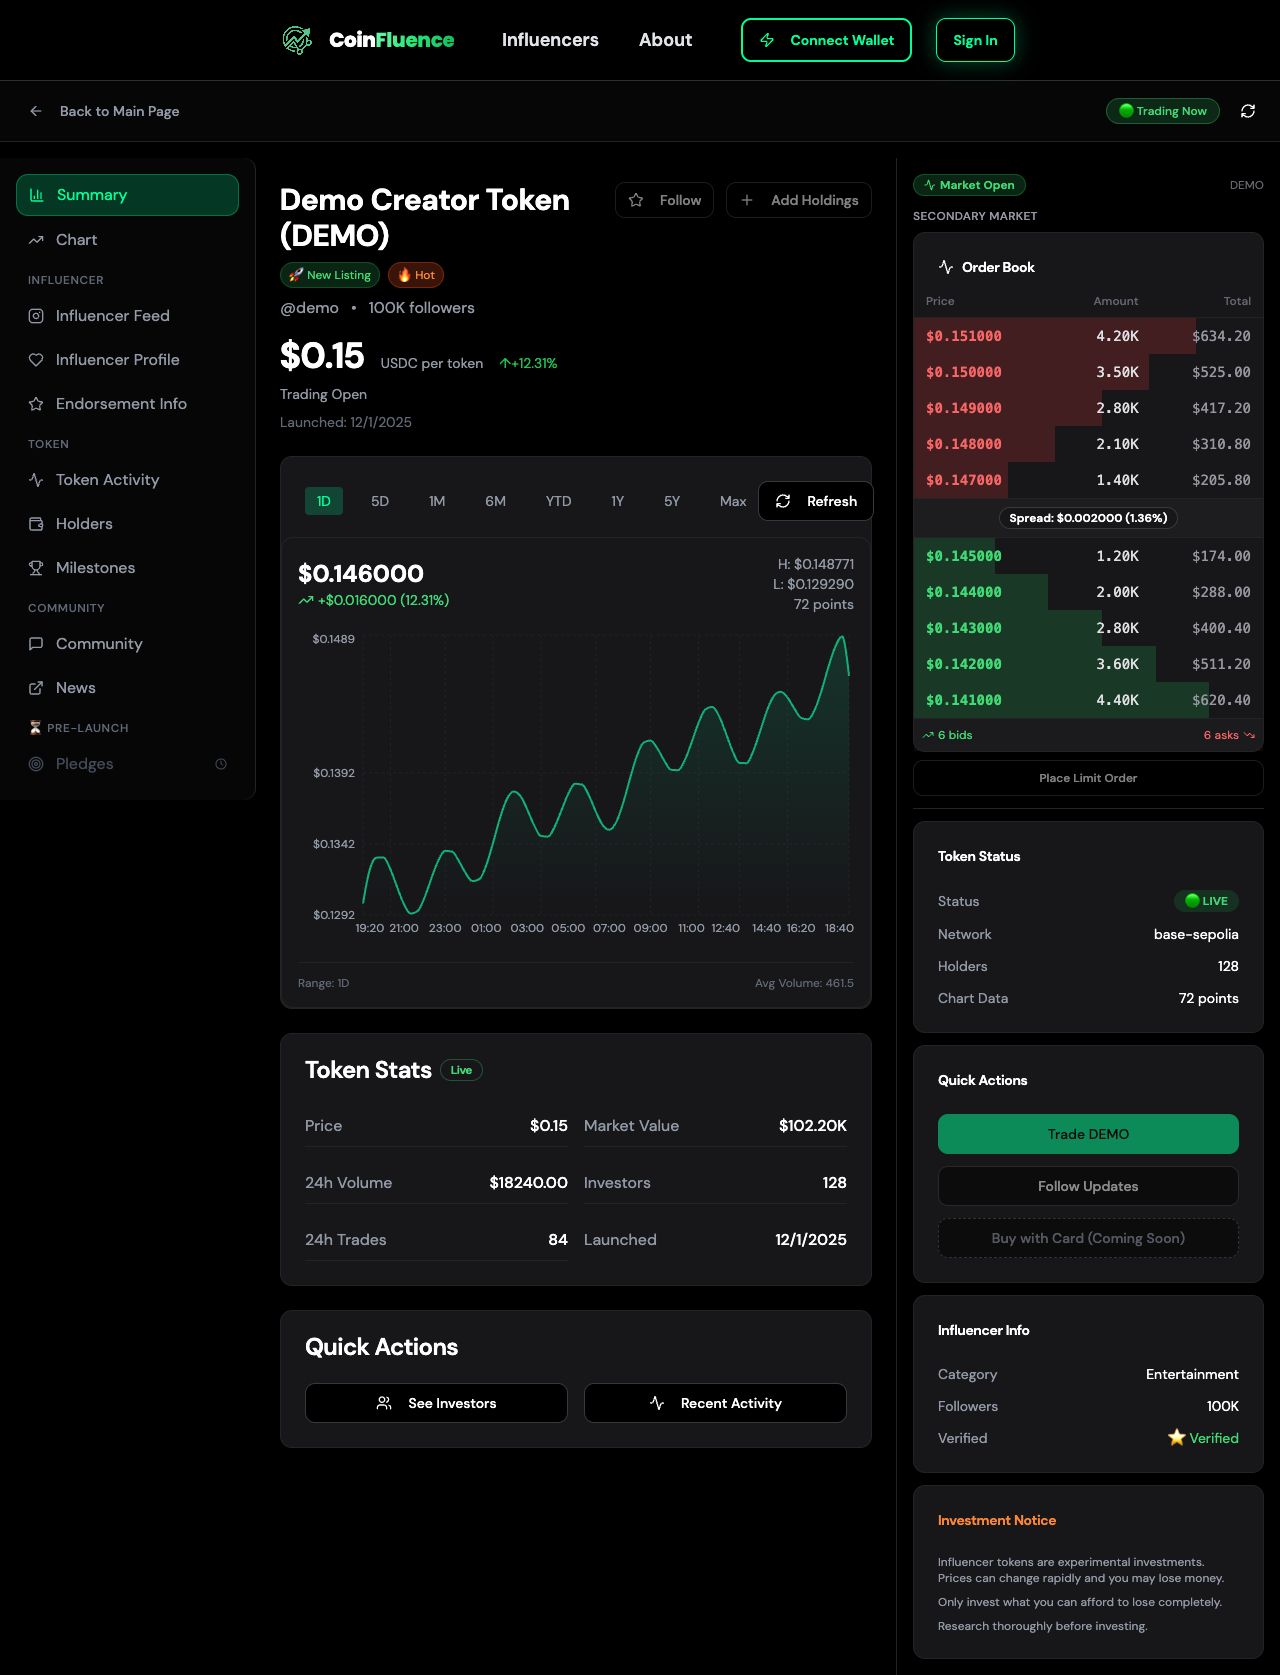 CoinFluence
Influencers
About
Connect Wallet
Sign In
Back to Main Page
Trading Now
Summary
Chart
INFLUENCER
Influencer Feed
Influencer Profile
Endorsement Info
TOKEN
Token Activity
Holders
Milestones
COMMUNITY
Community
News
PRE-LAUNCH
Pledges
Demo Creator Token
(DEMO)
Follow
Add Holdings
New Listing
Hot
@demo • 100K followers
$0.15 USDC per token ↑+12.31%
Trading Open
Launched: 12/1/2025
1D 5D 1M 6M YTD 1Y 5Y Max
Refresh
$0.146000
+$0.016000 (12.31%)
H: $0.148771
L: $0.129290
72 points
$0.1489
$0.1392
$0.1342
$0.1292
19:20 21:00 23:00 01:00 03:00 05:00 07:00 09:00 11:00 12:40 14:40 16:20 18:40
Range: 1D
Avg Volume: 461.5
Token Stats
Live
Price $0.15
Market Value $102.20K
24h Volume $18240.00
Investors 128
24h Trades 84
Launched 12/1/2025
Quick Actions
See Investors
Recent Activity
Market Open
DEMO
SECONDARY MARKET
Order Book
Price Amount Total
$0.151000 4.20K $634.20
$0.150000 3.50K $525.00
$0.149000 2.80K $417.20
$0.148000 2.10K $310.80
$0.147000 1.40K $205.80
Spread: $0.002000 (1.36%)
$0.145000 1.20K $174.00
$0.144000 2.00K $288.00
$0.143000 2.80K $400.40
$0.142000 3.60K $511.20
$0.141000 4.40K $620.40
6 bids
6 asks
Place Limit Order
Token Status
Status LIVE
Network base-sepolia
Holders 128
Chart Data 72 points
Quick Actions
Trade DEMO
Follow Updates
Buy with Card (Coming Soon)
Influencer Info
Category Entertainment
Followers 100K
Verified Verified
Investment Notice
Influencer tokens are experimental investments.
Prices can change rapidly and you may lose money.
Only invest what you can afford to lose completely.
Research thoroughly before investing.